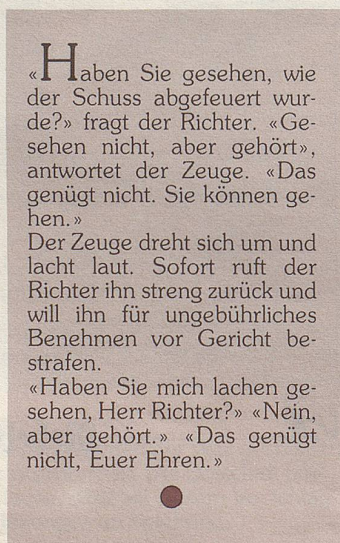 «Haben Sie gesehen, wie
der Schuss abgefeuert wur-
de?» fragt der Richter. «Ge-
sehen nicht, aber gehört»,
antwortet der Zeuge. «Das
genügt nicht. Sie können ge-
hen.»
Der Zeuge dreht sich um und
lacht laut. Sofort ruft der
Richter ihn streng zurück und
will ihn für ungebührliches
Benehmen vor Gericht be-
strafen.
«Haben Sie mich lachen ge-
sehen, Herr Richter?» «Nein,
aber gehört.» «Das genügt
nicht, Euer Ehren.»